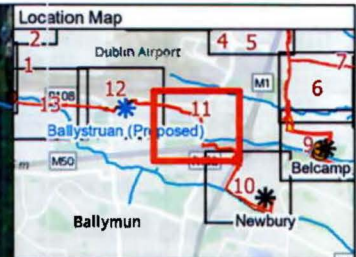 Location Map
2
Dublin Airport
4 5
1
M1
7
12
6
R108
13
11
Ballystruan (Proposed)
M50
9
Belcamp
10
Ballymun
Newbury